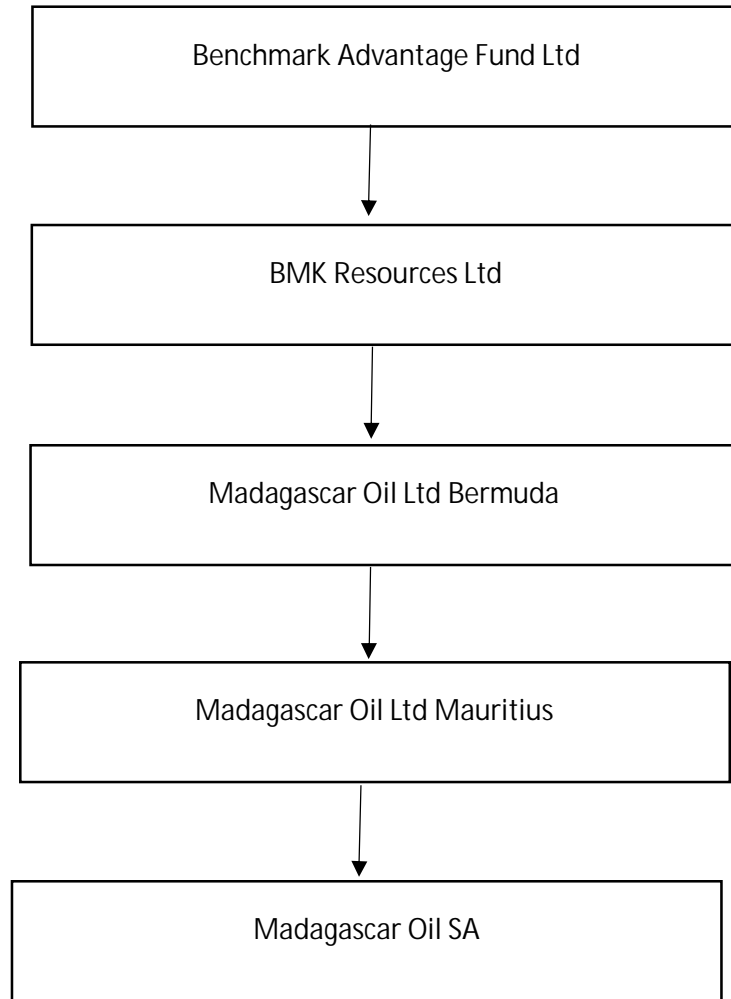 Benchmark Advantage Fund Ltd
BMK Resources Ltd
Madagascar Oil Ltd Bermuda
Madagascar Oil Ltd Mauritius
Madagascar Oil SA